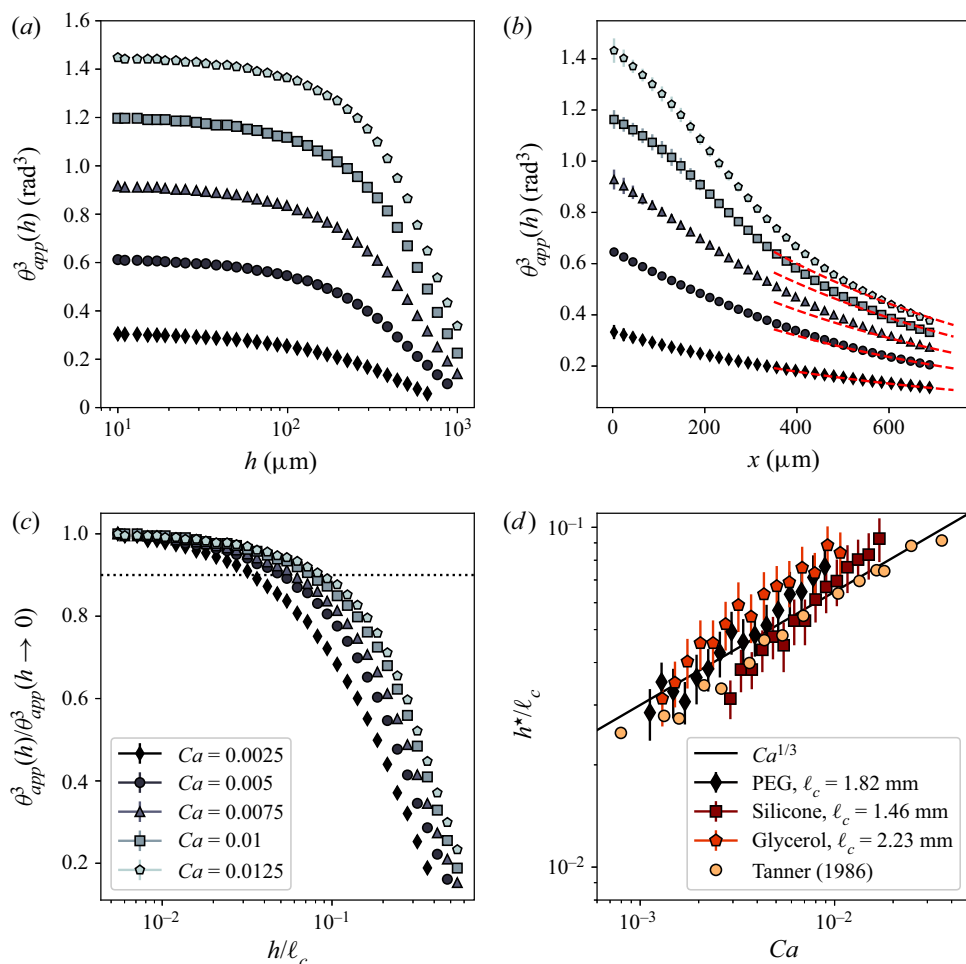 (a)
1.6
1.4
1.2
1.0
0.8
0.6
0.4
0.2
0
θ³app(h) (rad³)
10¹ 10² 10³
h (μm)
(b)
1.4
1.2
1.0
0.8
0.6
0.4
0.2
θ³app(h) (rad³)
0 200 400 600
x (μm)
(c)
1.0
0.8
0.6
0.4
0.2
θ³app(h)/θ³app(h → 0)
Ca = 0.0025
Ca = 0.005
Ca = 0.0075
Ca = 0.01
Ca = 0.0125
10⁻² 10⁻¹
h/ℓc
(d)
10⁻¹
10⁻²
h⋆/ℓc
Ca¹/³
PEG, ℓc = 1.82 mm
Silicone, ℓc = 1.46 mm
Glycerol, ℓc = 2.23 mm
Tanner (1986)
10⁻³ 10⁻²
Ca